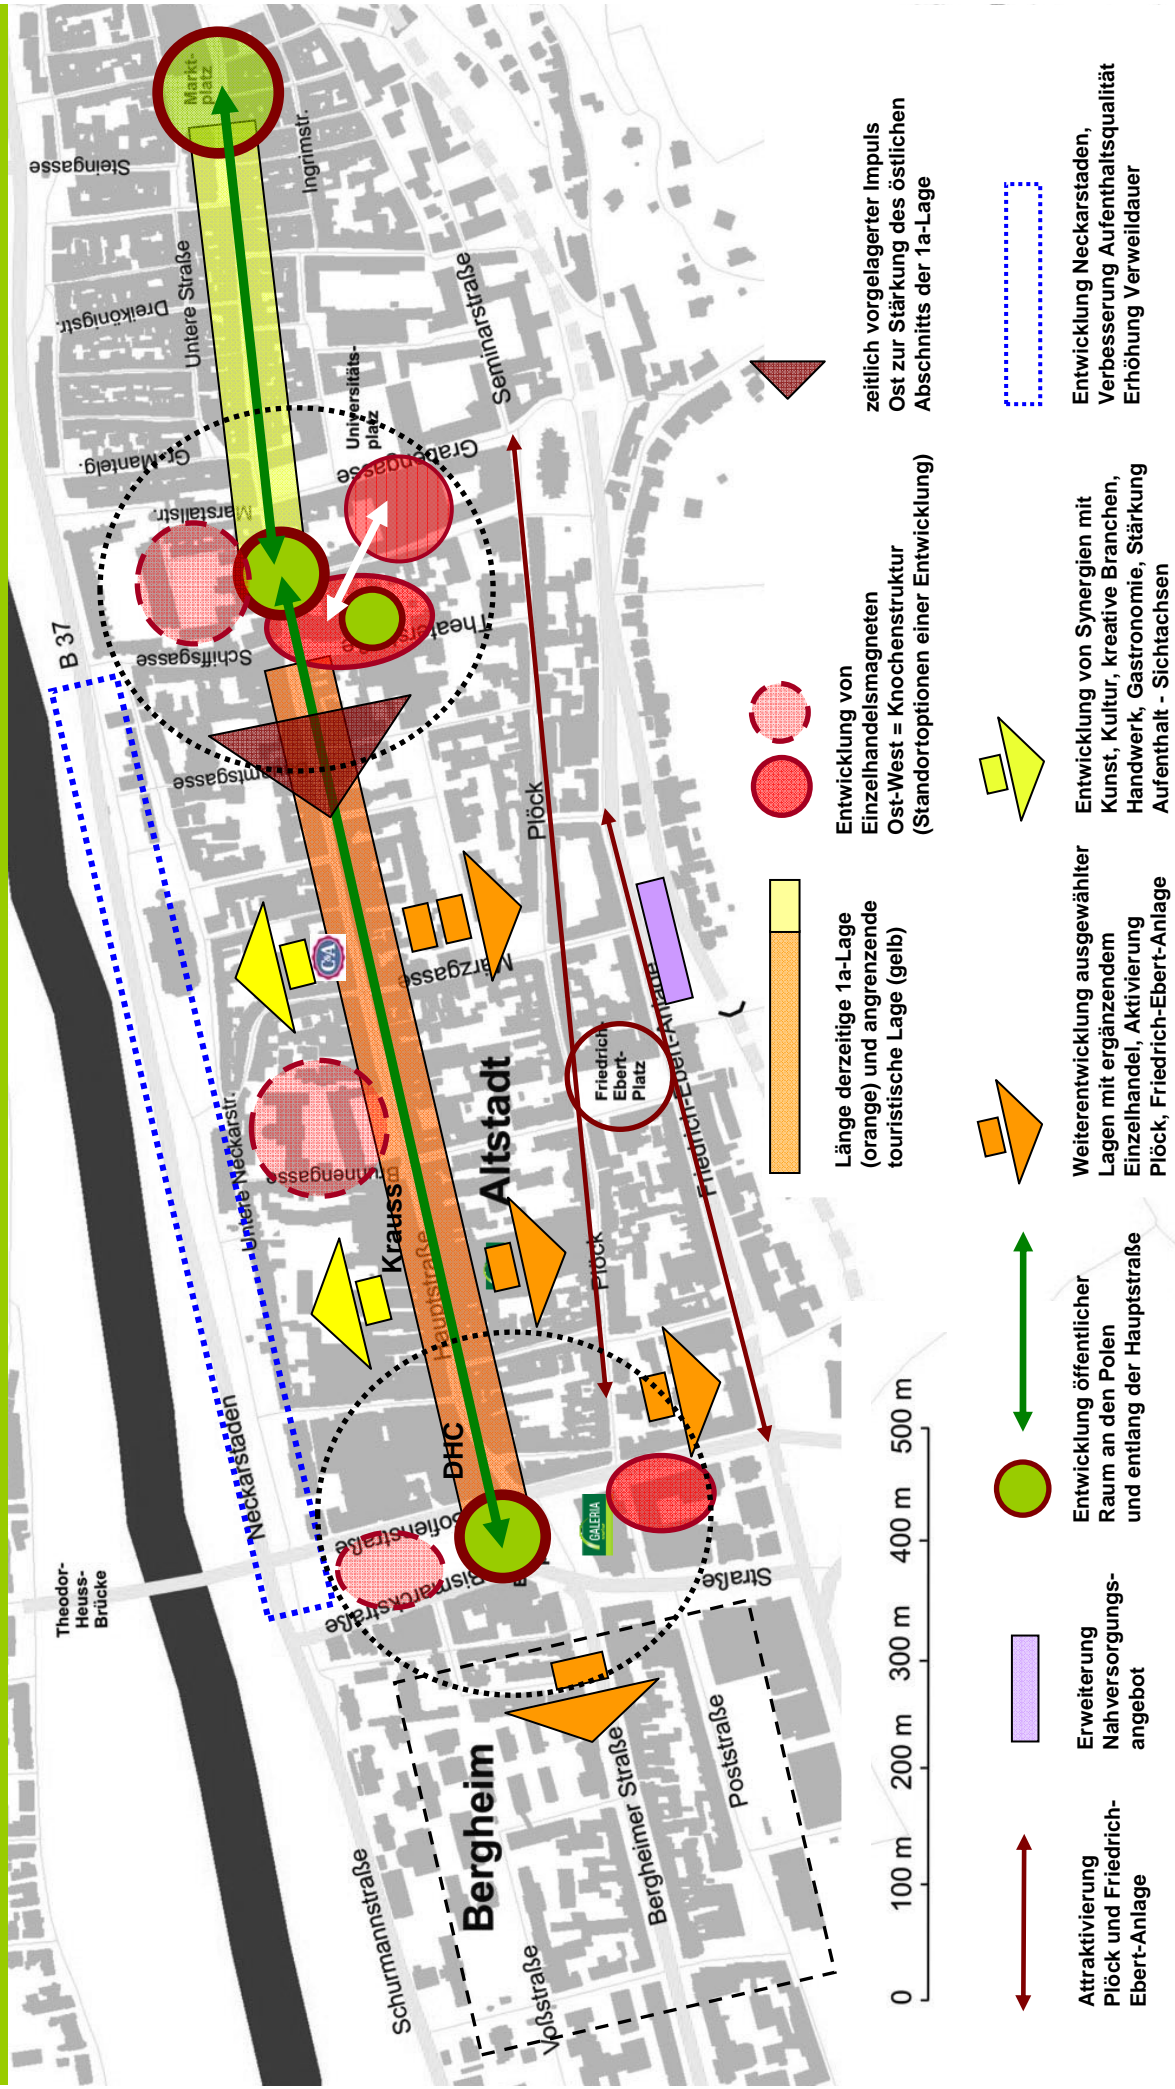 Theodor-
Heuss-
Brücke
B 37
Neckarstaden
Untere Neckarstr.
Schurmannstraße
Bergheim
Voßstraße
Bergheimer Straße
Poststraße
Straße
Bismarckstraße
Sofienstraße
DHC
GALERIA
Hauptstraße
Krauss
Altstadt
C&A
Märzgasse
Plöck
Plöck
Friedrich-
Ebert-
Platz
Friedrich-Ebert-Anlage
Schiffsgasse
Marstallstr.
Gr.Mantelg.
Grabengasse
Universitäts-
platz
Seminarstraße
Dreikönigstr.
Untere Straße
Steingasse
Ingrimstr.
Markt-
platz
0
100 m
200 m
300 m
400 m
500 m
Länge derzeitige 1a-Lage
(orange) und angrenzende
touristische Lage (gelb)
Entwicklung von
Einzelhandelsmagneten
Ost-West = Knochenstruktur
(Standortoptionen einer Entwicklung)
zeitlich vorgelagerter Impuls
Ost zur Stärkung des östlichen
Abschnitts der 1a-Lage
Attraktivierung
Plöck und Friedrich-
Ebert-Anlage
Erweiterung
Nahversorgungs-
angebot
Entwicklung öffentlicher
Raum an den Polen
und entlang der Hauptstraße
Weiterentwicklung ausgewählter
Lagen mit ergänzendem
Einzelhandel, Aktivierung
Plöck, Friedrich-Ebert-Anlage
Entwicklung von Synergien mit
Kunst, Kultur, kreative Branchen,
Handwerk, Gastronomie, Stärkung
Aufenthalt - Sichtachsen
Entwicklung Neckarstaden,
Verbesserung Aufenthaltsqualität
Erhöhung Verweildauer